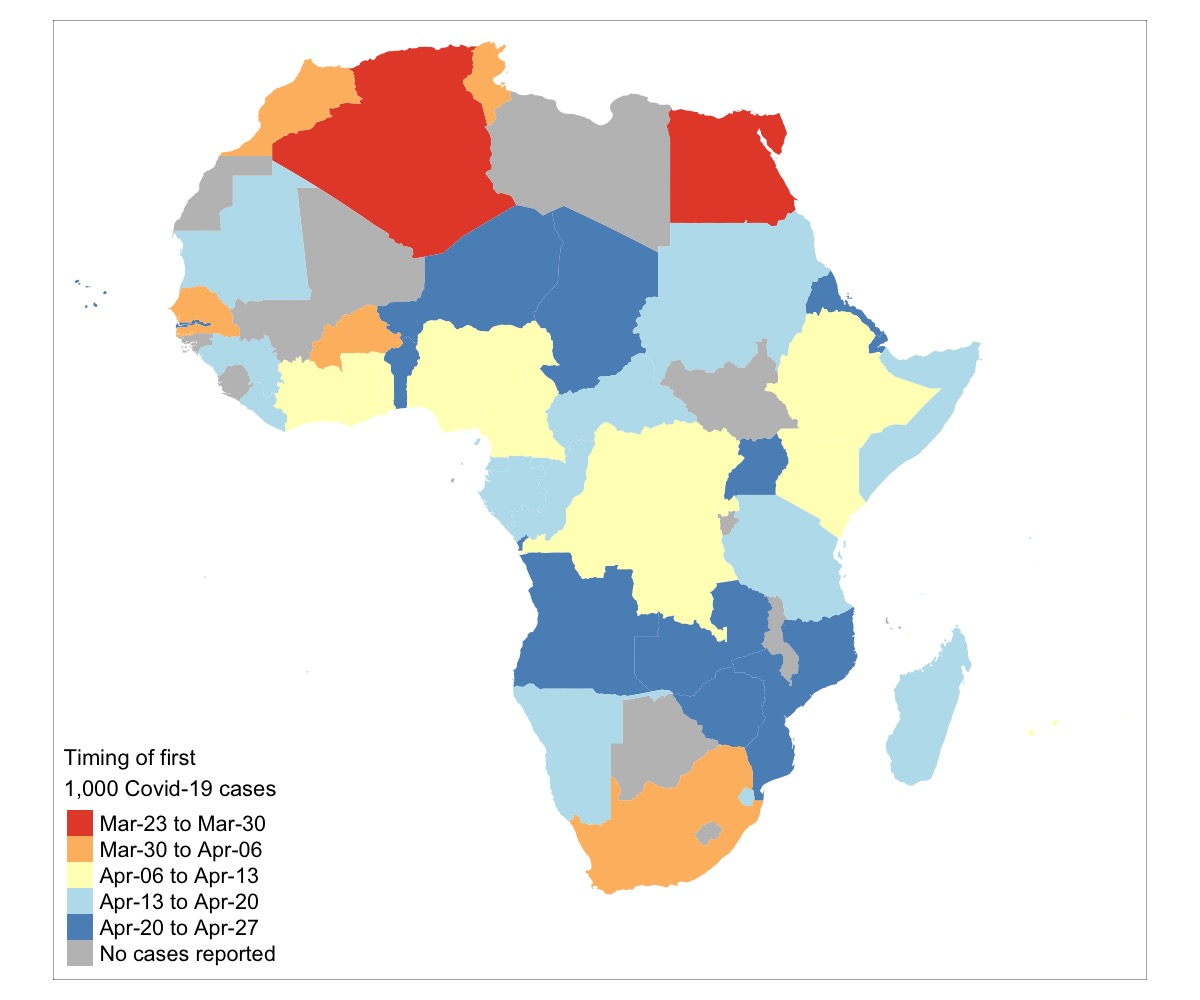 Timing of first
1,000 Covid-19 cases
Mar-23 to Mar-30
Mar-30 to Apr-06
Apr-06 to Apr-13
Apr-13 to Apr-20
Apr-20 to Apr-27
No cases reported